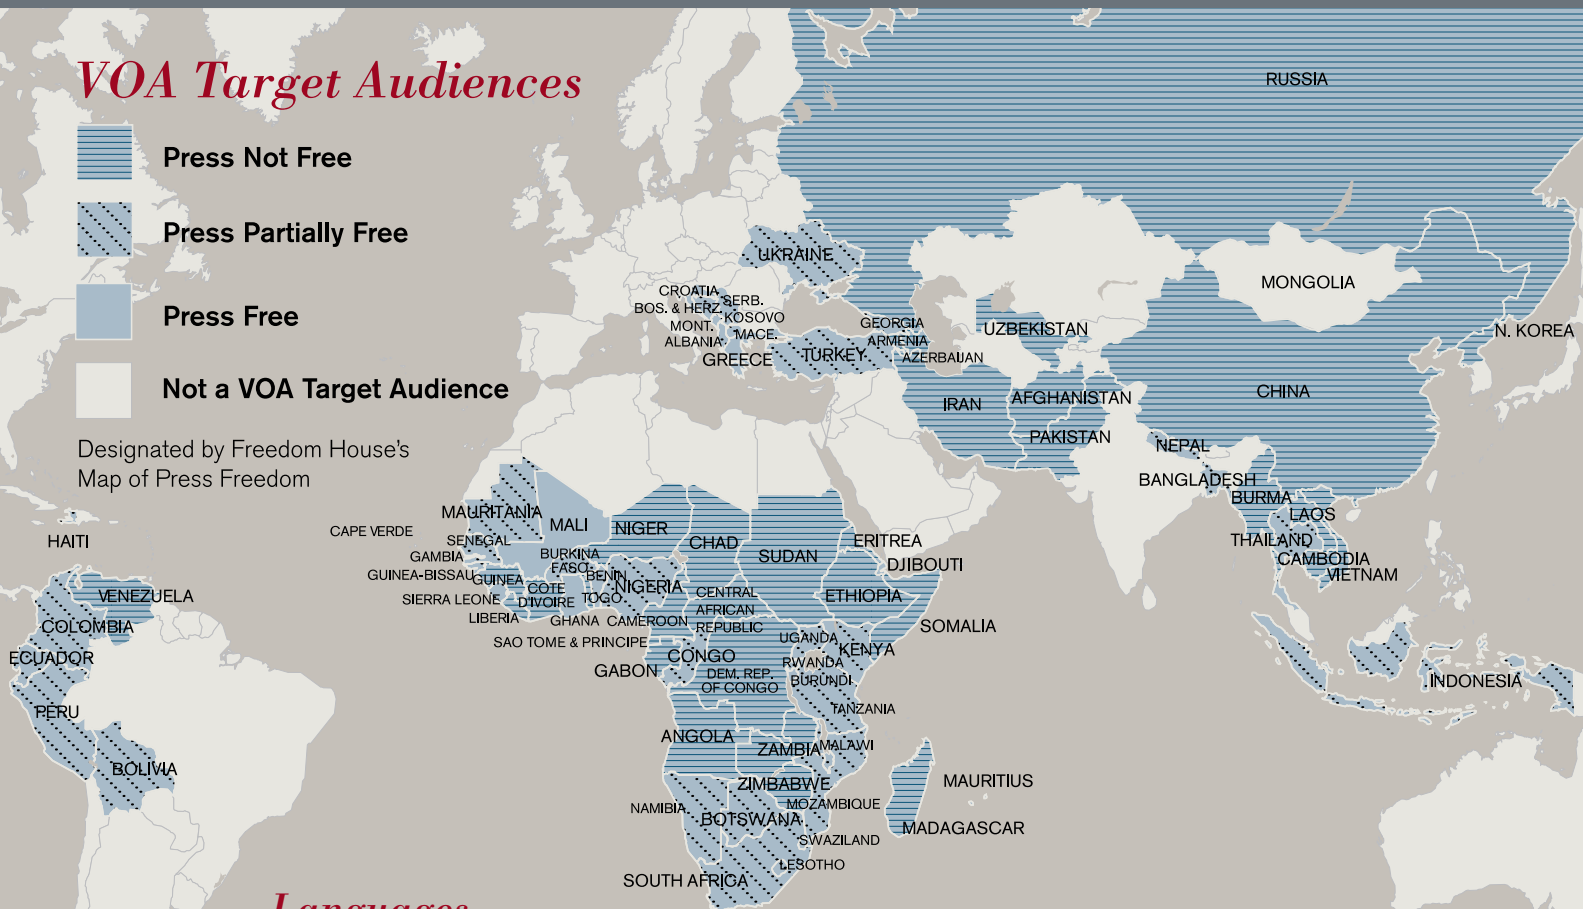 VOA Target Audiences
Press Not Free
Press Partially Free
Press Free
Not a VOA Target Audience
Designated by Freedom House's
Map of Press Freedom
RUSSIA
UKRAINE
MONGOLIA
CROATIA
SERB.
BOS. & HERZ.
KOSOVO
MONT.
MACE.
ALBANIA
GREECE
TURKEY
GEORGIA
ARMENIA
AZERBAIJAN
UZBEKISTAN
N. KOREA
CHINA
IRAN
AFGHANISTAN
PAKISTAN
NEPAL
BANGLADESH
BURMA
LAOS
THAILAND
CAMBODIA
VIETNAM
INDONESIA
HAITI
VENEZUELA
COLOMBIA
ECUADOR
PERU
BOLIVIA
CAPE VERDE
MAURITANIA
MALI
NIGER
CHAD
SUDAN
ERITREA
DJIBOUTI
SENEGAL
GAMBIA
GUINEA-BISSAU
GUINEA
SIERRA LEONE
LIBERIA
BURKINA
FASO
COTE
D'IVOIRE
BENIN
TOGO
GHANA
NIGERIA
CAMEROON
CENTRAL
AFRICAN
REPUBLIC
ETHIOPIA
SOMALIA
SAO TOME & PRINCIPE
GABON
CONGO
DEM. REP.
OF CONGO
UGANDA
KENYA
RWANDA
BURUNDI
TANZANIA
ANGOLA
ZAMBIA
MALAWI
ZIMBABWE
MOZAMBIQUE
NAMIBIA
BOTSWANA
SWAZILAND
LESOTHO
SOUTH AFRICA
MAURITIUS
MADAGASCAR
Languages